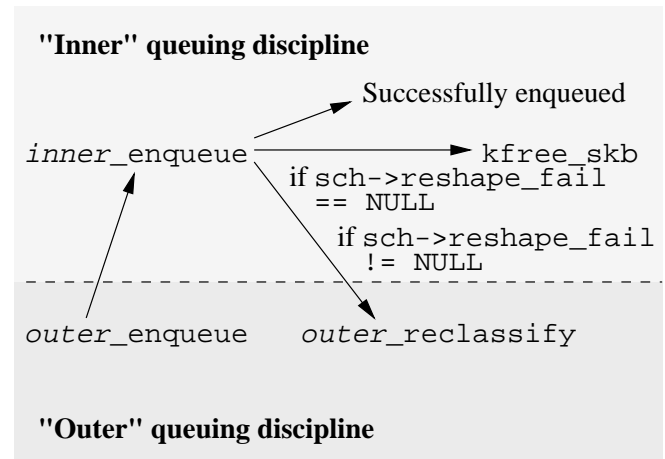 "Inner" queuing discipline
Successfully enqueued
inner_enqueue
kfree_skb
if sch->reshape_fail
== NULL
if sch->reshape_fail
!= NULL
outer_enqueue
outer_reclassify
"Outer" queuing discipline